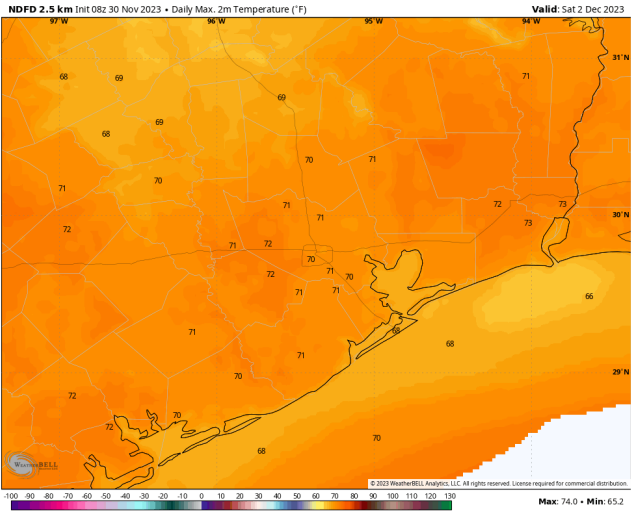 NDFD 2.5 km Init 08z 30 Nov 2023 • Daily Max. 2m Temperature (°F)
Valid: Sat 2 Dec 2023
97°W 96°W 95°W 94°W
31°N
68 69 71
69
69
68
70 71
70
71
71 72 73
71 30°N
72 73
71 72
70
72 71 70
71 71 66
68
71 68
71
70 29°N
72
70
72
70
68
WeatherBELL
© 2023 WeatherBELL Analytics, LLC. All rights reserved. License required for commercial distribution.
-100 -90 -80 -70 -60 -50 -40 -30 -20 -10 0 10 20 30 40 50 60 70 80 90 100 110 120 130
Max: 74.0 • Min: 65.2